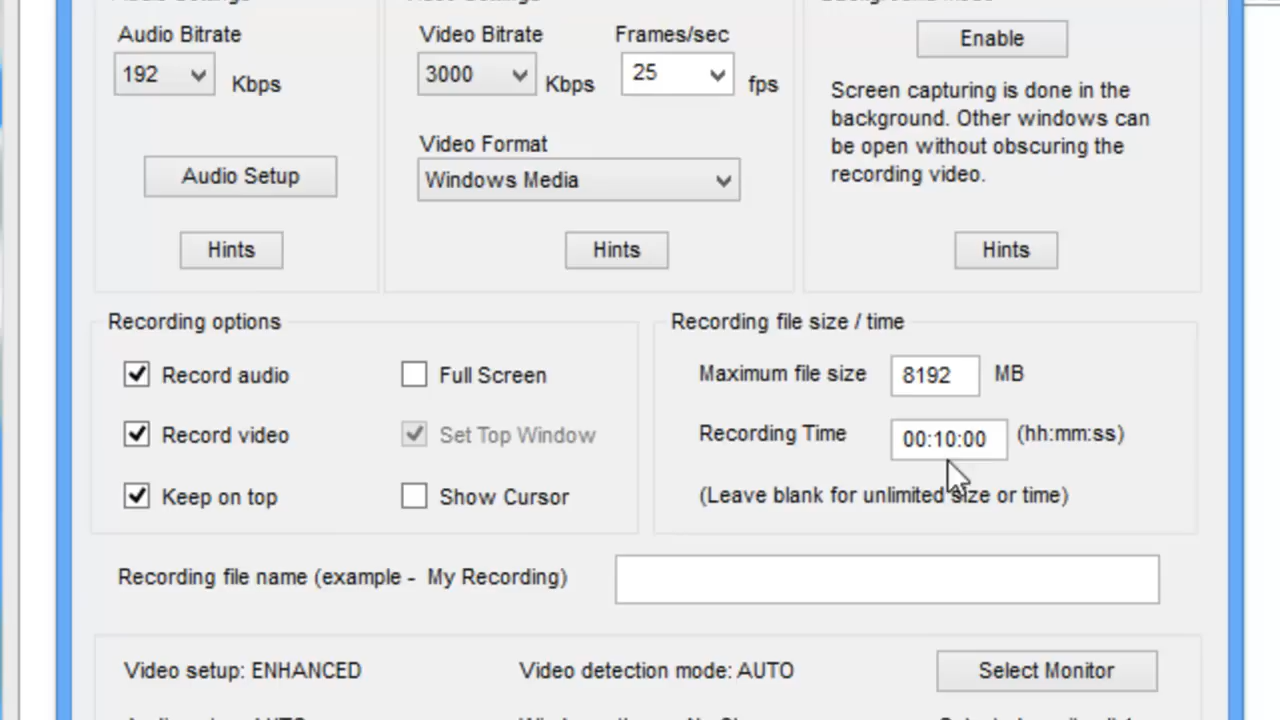 Audio Bitrate
192
Kbps
Audio Setup
Hints
Video Bitrate
3000
Kbps
Frames/sec
25
fps
Video Format
Windows Media
Hints
Enable
Screen capturing is done in the
background. Other windows can
be open without obscuring the
recording video.
Hints
Recording options
Record audio
Full Screen
Record video
Set Top Window
Keep on top
Show Cursor
Recording file size / time
Maximum file size
8192
MB
Recording Time
00:10:00
(hh:mm:ss)
(Leave blank for unlimited size or time)
Recording file name (example - My Recording)
Video setup: ENHANCED
Video detection mode: AUTO
Select Monitor